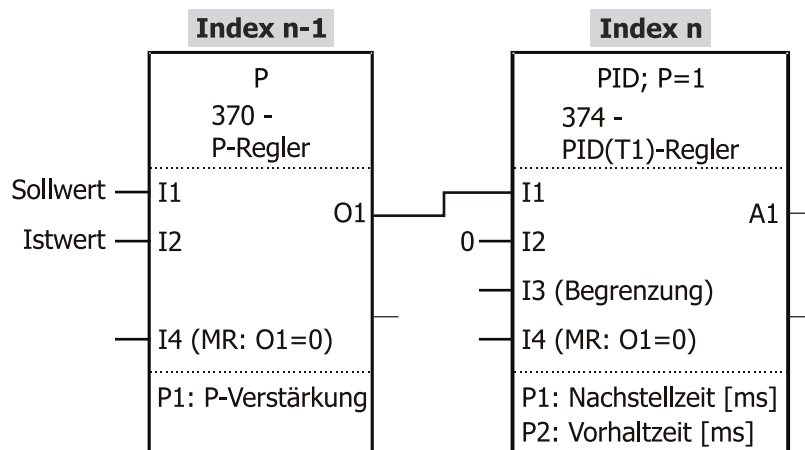 Index n-1
P
370 -
P-Regler
Sollwert
I1
O1
Istwert
I2
I4 (MR: O1=0)
P1: P-Verstärkung
Index n
PID; P=1
374 -
PID(T1)-Regler
I1
A1
0
I2
I3 (Begrenzung)
I4 (MR: O1=0)
P1: Nachstellzeit [ms]
P2: Vorhaltzeit [ms]